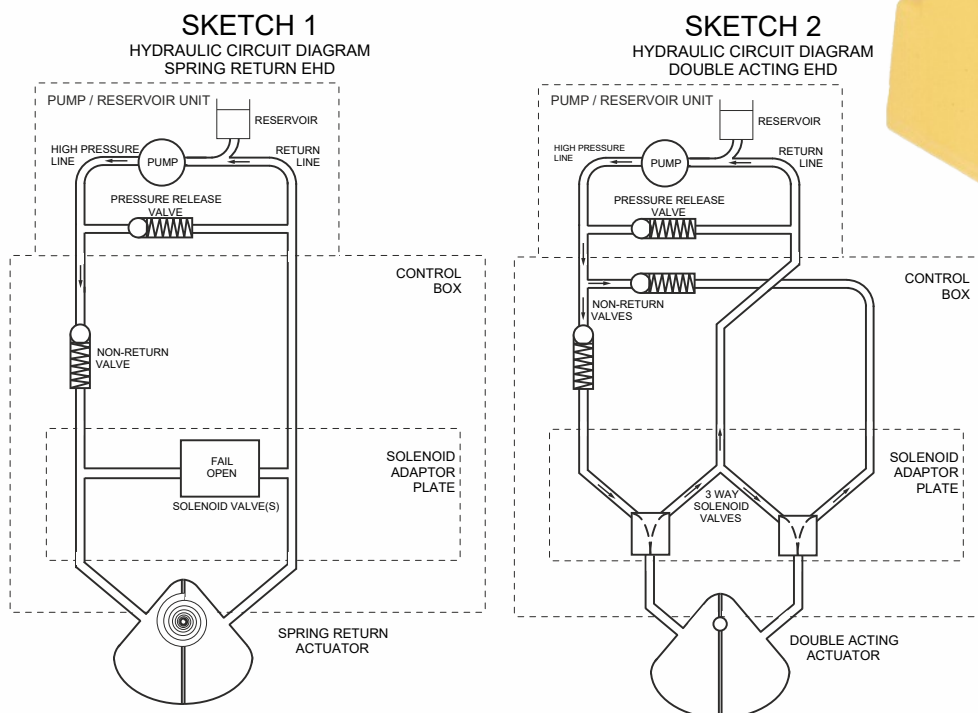 SKETCH 1
HYDRAULIC CIRCUIT DIAGRAM
SPRING RETURN EHD
PUMP / RESERVOIR UNIT
RESERVOIR
HIGH PRESSURE
LINE
PUMP
RETURN
LINE
PRESSURE RELEASE
VALVE
CONTROL
BOX
NON-RETURN
VALVE
FAIL
OPEN
SOLENOID VALVE(S)
SOLENOID
ADAPTOR
PLATE
SPRING RETURN
ACTUATOR
SKETCH 2
HYDRAULIC CIRCUIT DIAGRAM
DOUBLE ACTING EHD
PUMP / RESERVOIR UNIT
RESERVOIR
HIGH PRESSURE
LINE
PUMP
RETURN
LINE
PRESSURE RELEASE
VALVE
CONTROL
BOX
NON-RETURN
VALVES
SOLENOID
ADAPTOR
PLATE
3 WAY
SOLENOID
VALVES
DOUBLE ACTING
ACTUATOR